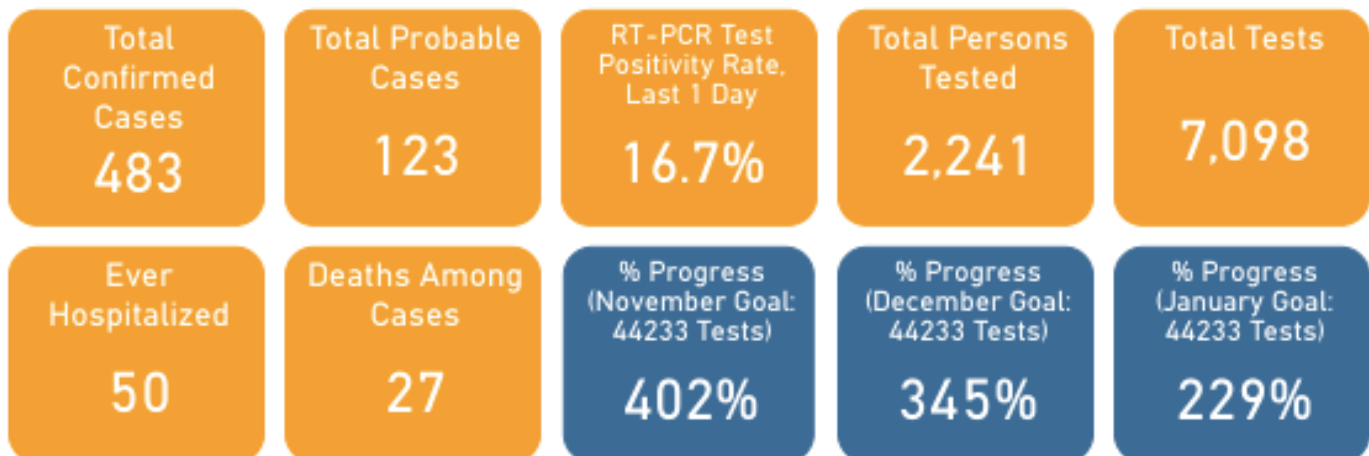 Total
Confirmed
Cases
483
Total Probable
Cases
123
RT-PCR Test
Positivity Rate,
Last 1 Day
16.7%
Total Persons
Tested
2,241
Total Tests
7,098
Ever
Hospitalized
50
Deaths Among
Cases
27
% Progress
(November Goal:
44233 Tests)
402%
% Progress
(December Goal:
44233 Tests)
345%
% Progress
(January Goal:
44233 Tests)
229%